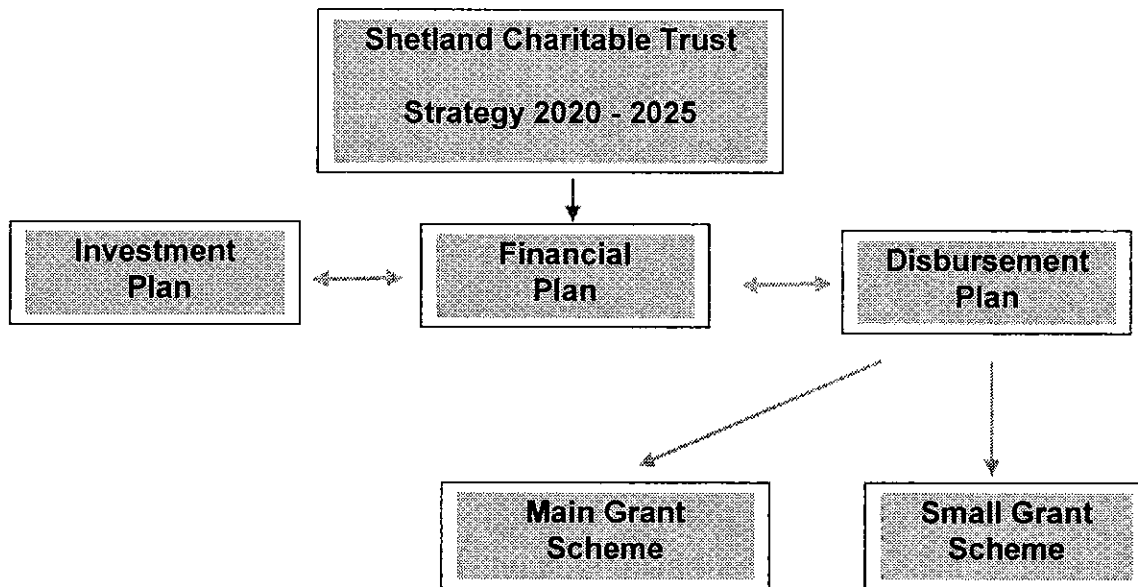 Shetland Charitable Trust
Strategy 2020 - 2025
Investment
Plan
Financial
Plan
Disbursement
Plan
Main Grant
Scheme
Small Grant
Scheme